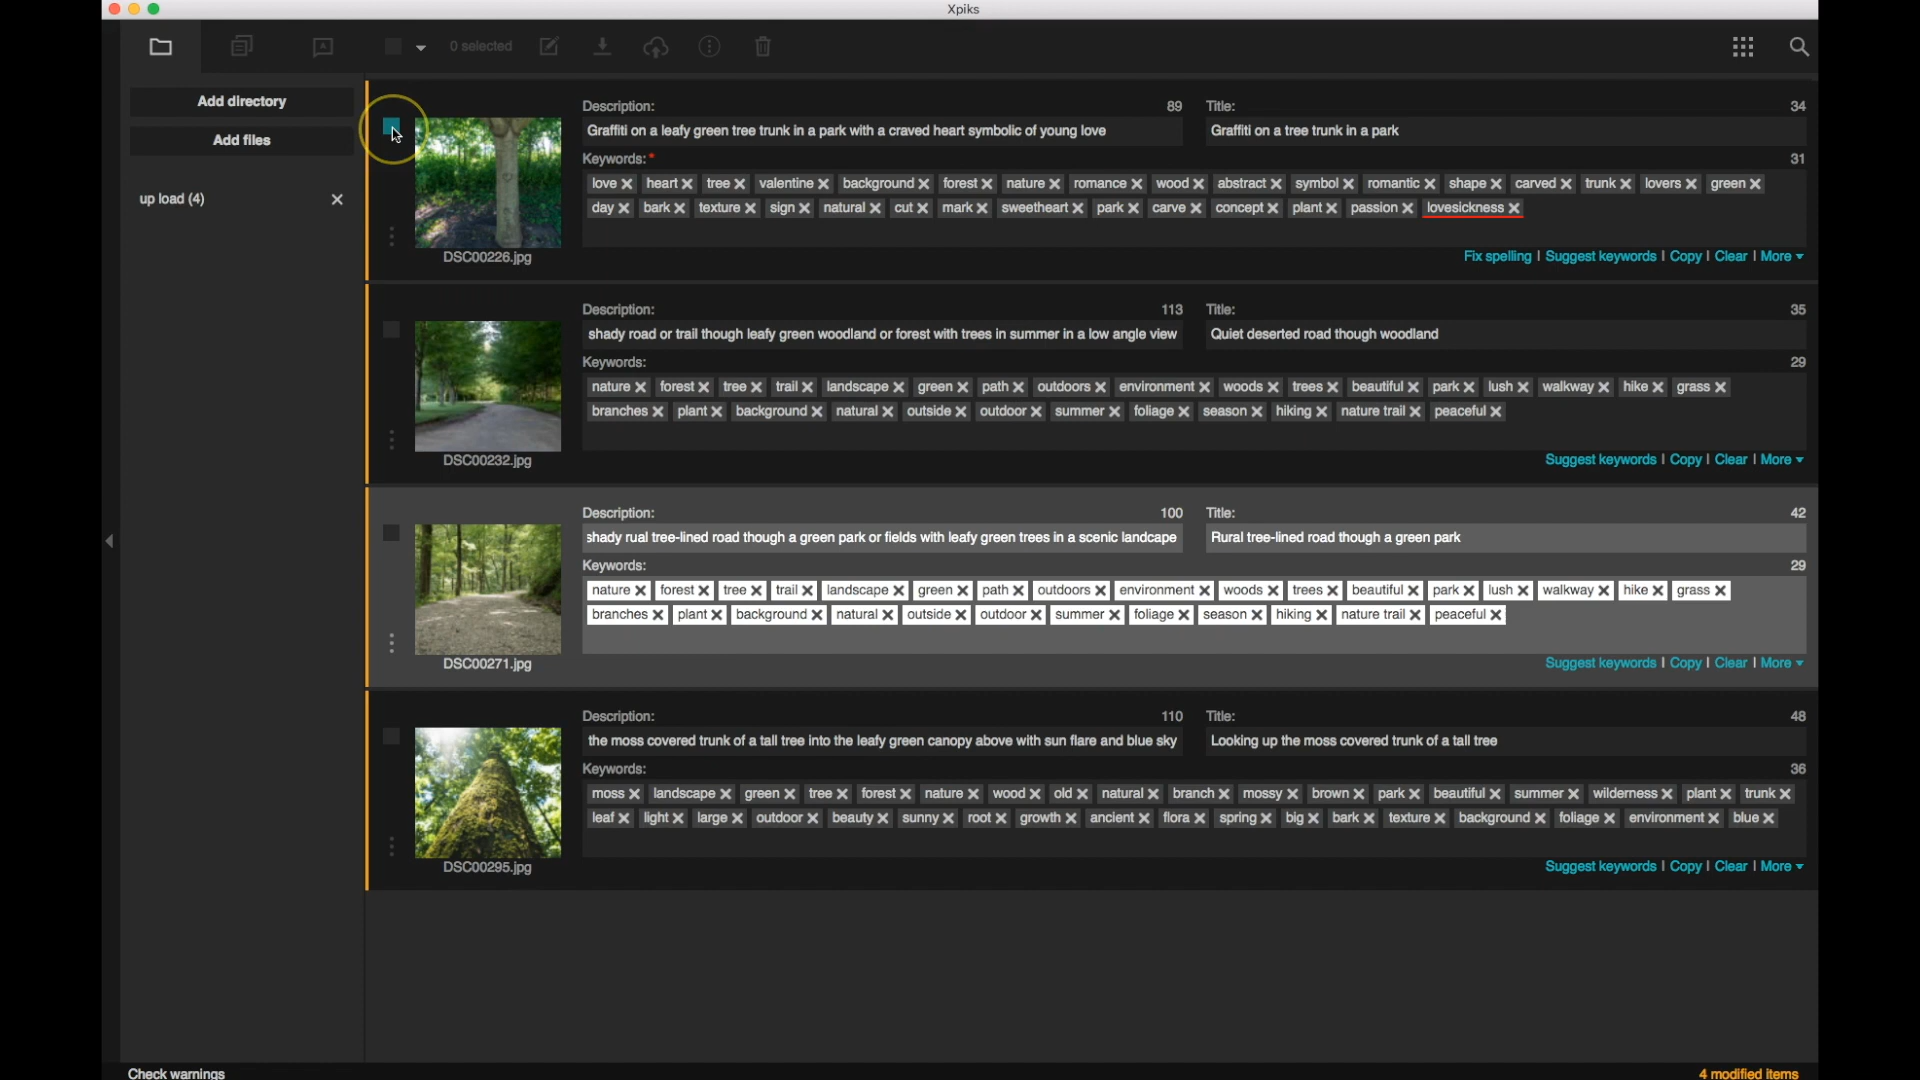 Xpiks
0 selected
Add directory
Add files
up load (4)
Description: 89 Title: 34
Graffiti on a leafy green tree trunk in a park with a craved heart symbolic of young love
Graffiti on a tree trunk in a park
Keywords:* 31
love heart tree valentine background forest nature romance wood abstract symbol romantic shape carved trunk lovers green
day bark texture sign natural cut mark sweetheart park carve concept plant passion lovesickness
DSC00226.jpg
Fix spelling | Suggest keywords | Copy | Clear | More
Description: 113 Title: 35
shady road or trail though leafy green woodland or forest with trees in summer in a low angle view
Quiet deserted road though woodland
Keywords: 29
nature forest tree trail landscape green path outdoors environment woods trees beautiful park lush walkway hike grass
branches plant background natural outside outdoor summer foliage season hiking nature trail peaceful
DSC00232.jpg
Suggest keywords | Copy | Clear | More
Description: 100 Title: 42
shady rual tree-lined road though a green park or fields with leafy green trees in a scenic landscape
Rural tree-lined road though a green park
Keywords: 29
nature forest tree trail landscape green path outdoors environment woods trees beautiful park lush walkway hike grass
branches plant background natural outside outdoor summer foliage season hiking nature trail peaceful
DSC00271.jpg
Suggest keywords | Copy | Clear | More
Description: 110 Title: 48
the moss covered trunk of a tall tree into the leafy green canopy above with sun flare and blue sky
Looking up the moss covered trunk of a tall tree
Keywords: 36
moss landscape green tree forest nature wood old natural branch mossy brown park beautiful summer wilderness plant trunk
leaf light large outdoor beauty sunny root growth ancient flora spring big bark texture background foliage environment blue
DSC00295.jpg
Suggest keywords | Copy | Clear | More
Check warnings
4 modified items